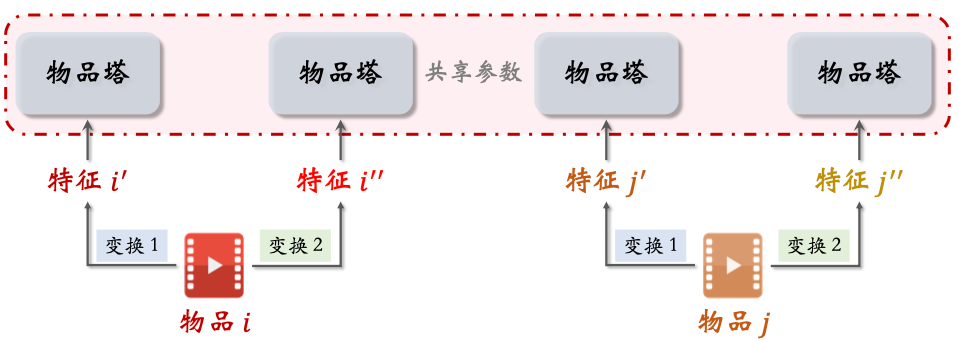 物品塔 物品塔 共享参数 物品塔 物品塔
特征 i′ 特征 i′′ 特征 j′ 特征 j′′
变换 1 变换 2 变换 1 变换 2
物品 i 物品 j